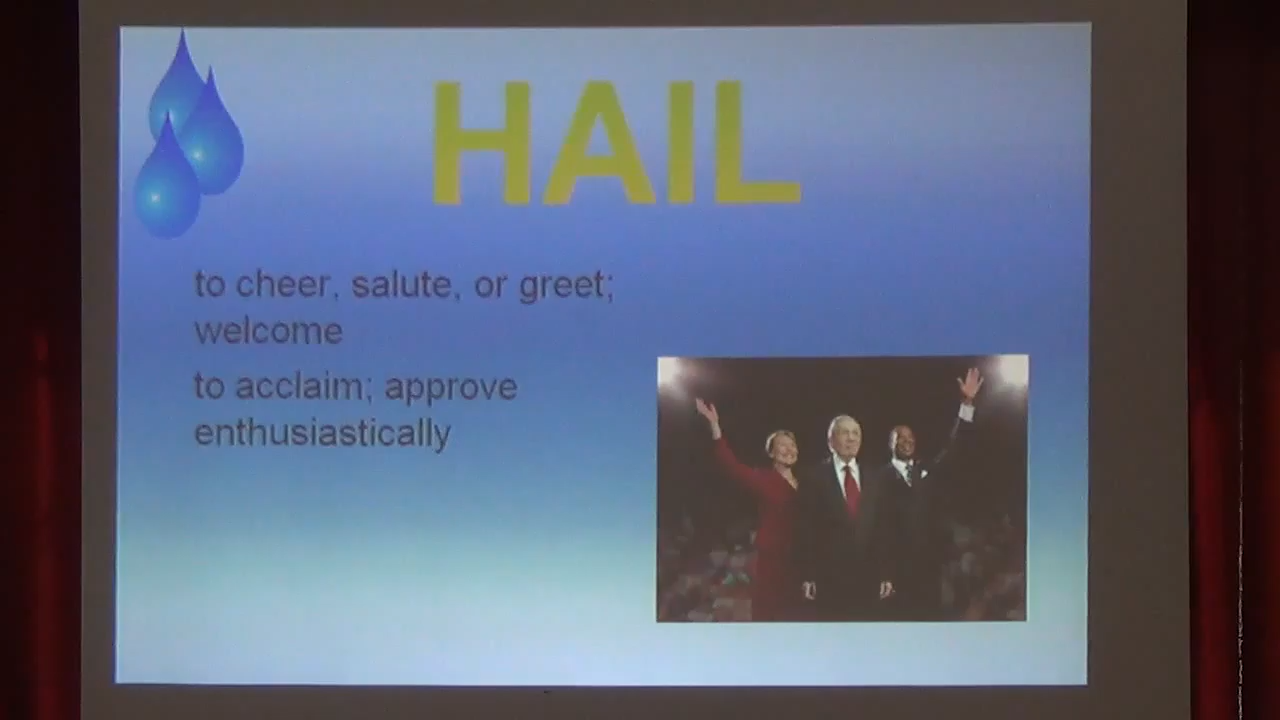 HAIL
to cheer, salute, or greet;
welcome
to acclaim; approve
enthusiastically